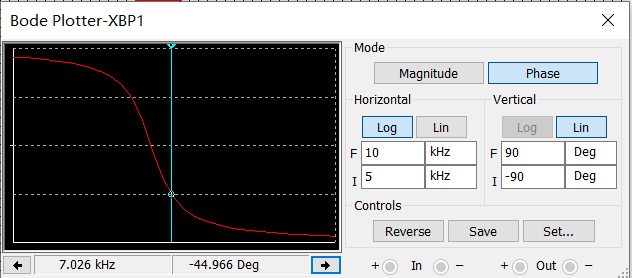 Bode Plotter-XBP1
Mode
Magnitude Phase
Horizontal Vertical
Log Lin Log Lin
F 10 kHz F 90 Deg
I 5 kHz I -90 Deg
Controls
Reverse Save Set...
7.026 kHz -44.966 Deg + In − + Out −